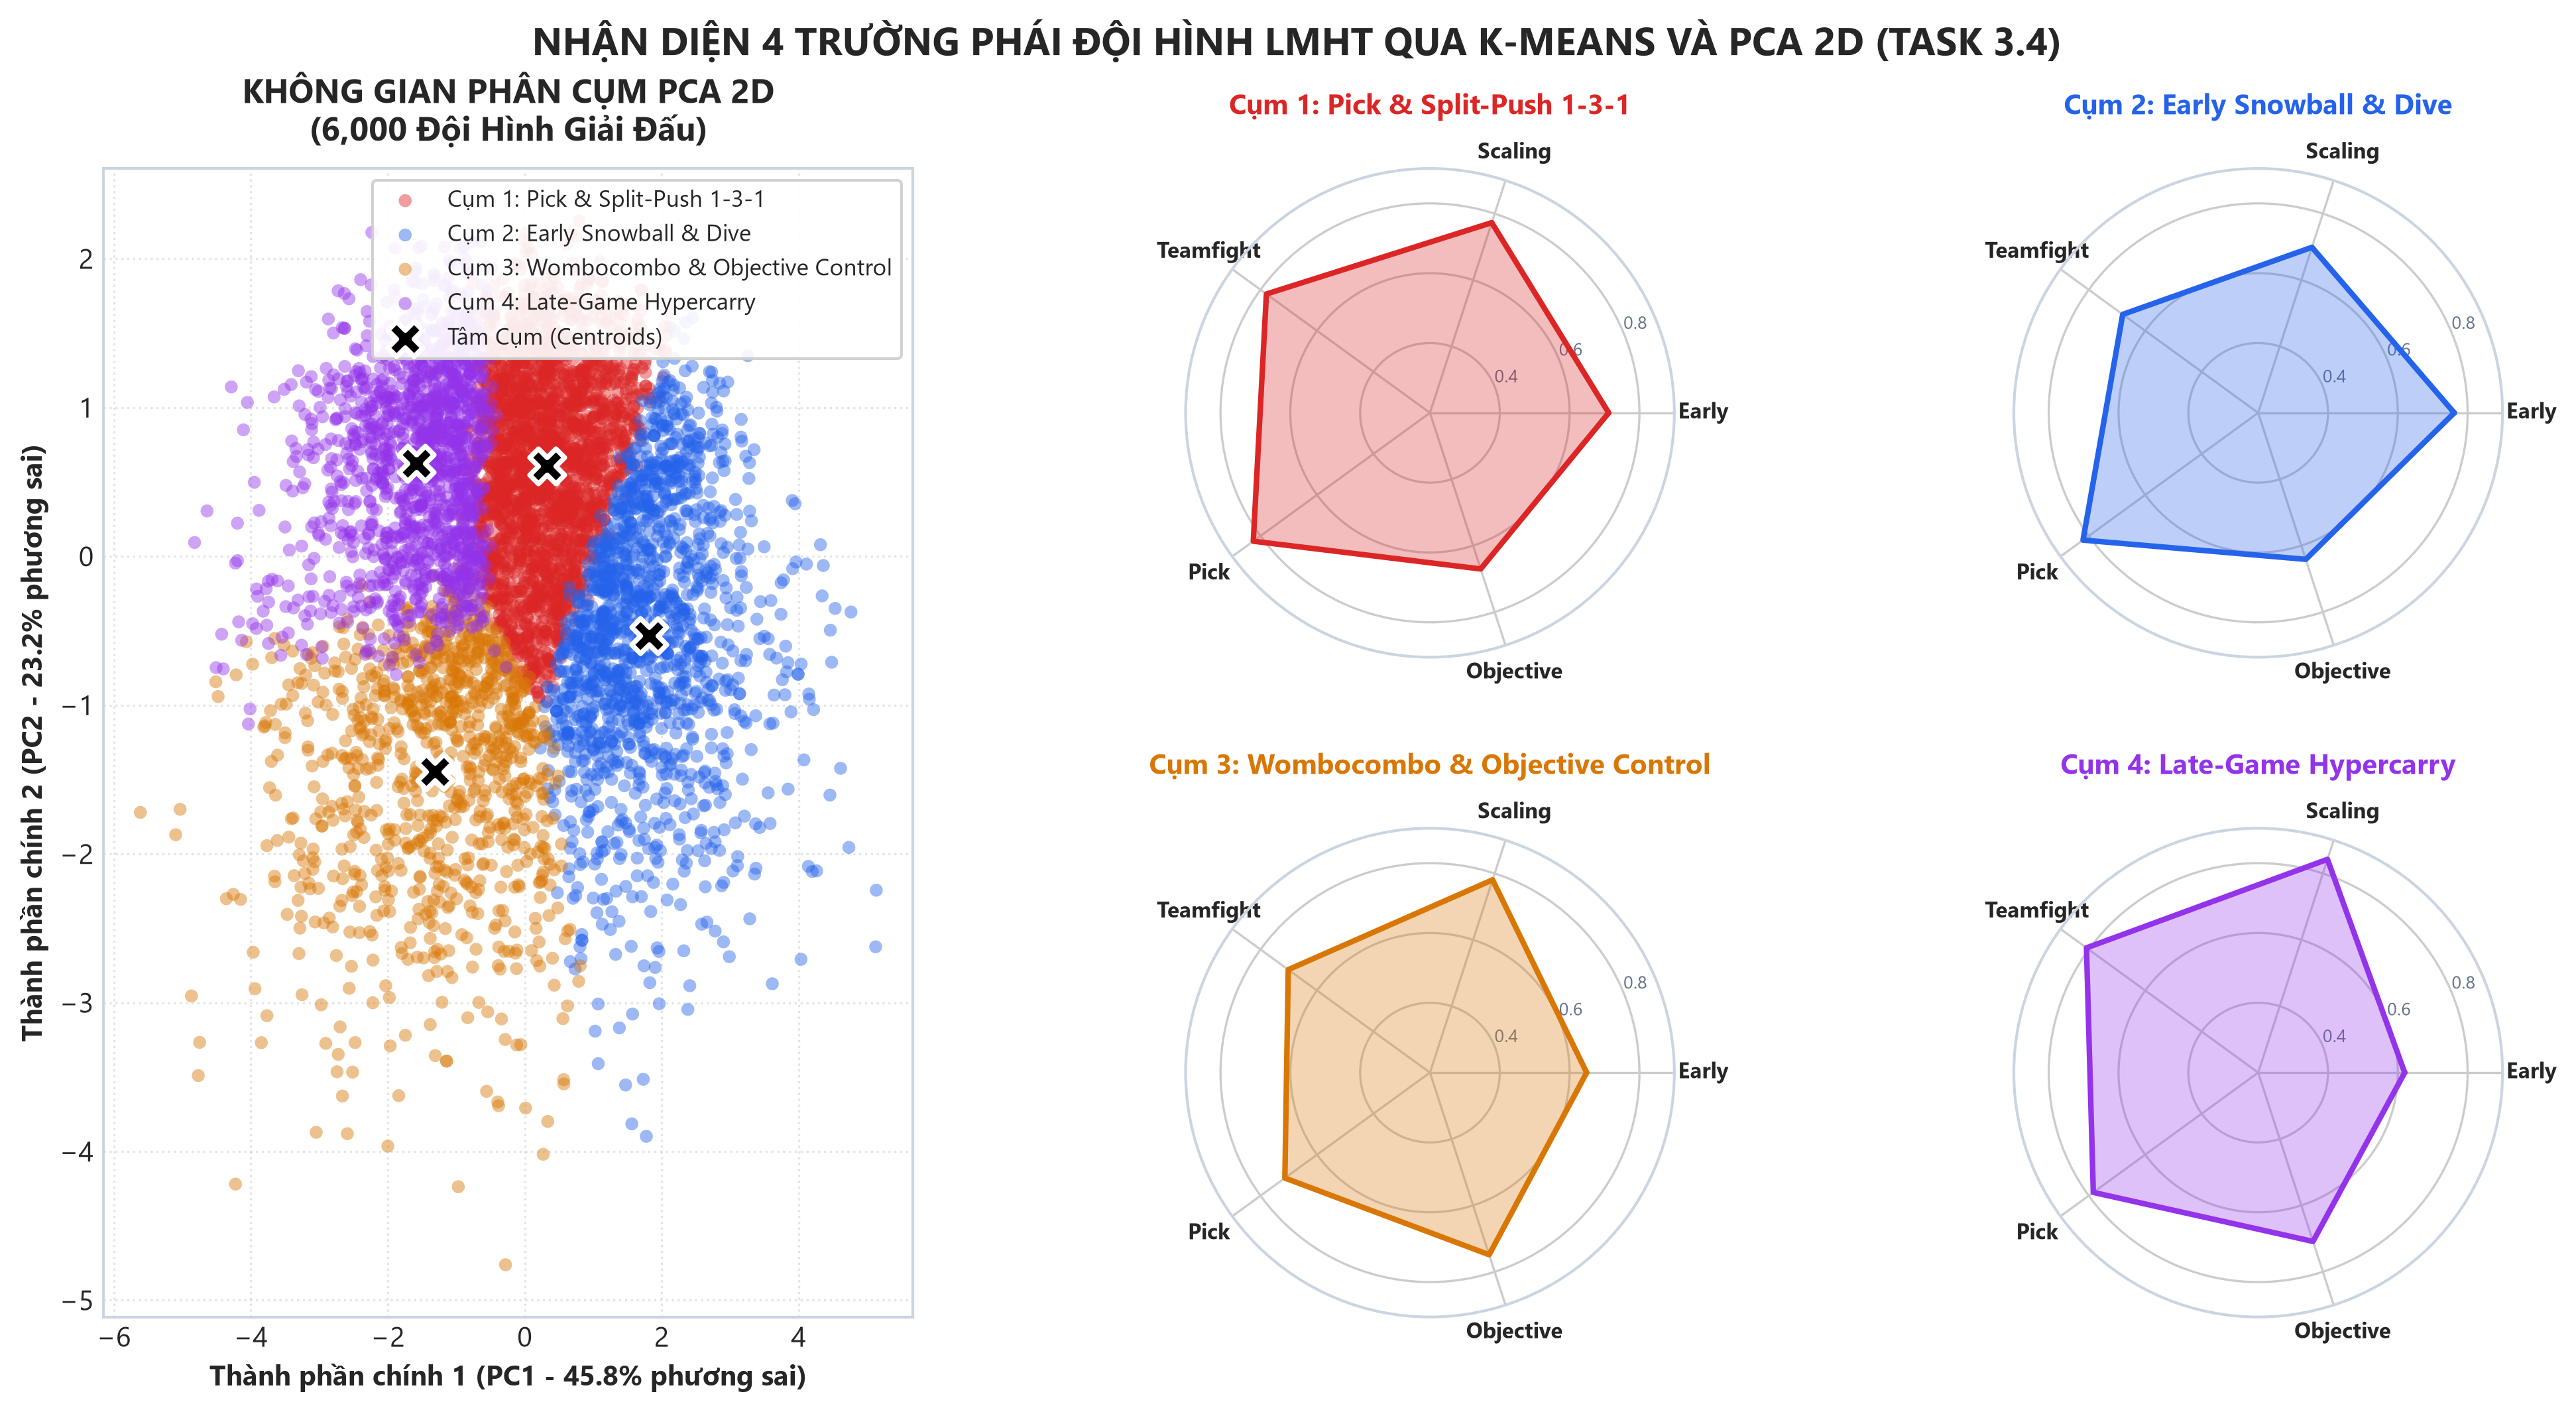 NHẬN DIỆN 4 TRƯỜNG PHÁI ĐỘI HÌNH LMHT QUA K-MEANS VÀ PCA 2D (TASK 3.4)
KHÔNG GIAN PHÂN CỤM PCA 2D
(6,000 Đội Hình Giải Đấu)
Cụm 1: Pick & Split-Push 1-3-1
Cụm 2: Early Snowball & Dive
Cụm 3: Wombocombo & Objective Control
Cụm 4: Late-Game Hypercarry
Tâm Cụm (Centroids)
2
1
0
−1
−2
−3
−4
−5
−6
−4
−2
0
2
4
Thành phần chính 2 (PC2 - 23.2% phương sai)
Thành phần chính 1 (PC1 - 45.8% phương sai)
Cụm 1: Pick & Split-Push 1-3-1
Scaling
Teamfight
0.8
0.6
0.4
Early
Pick
Objective
Cụm 2: Early Snowball & Dive
Scaling
Teamfight
0.8
0.6
0.4
Early
Pick
Objective
Cụm 3: Wombocombo & Objective Control
Scaling
Teamfight
0.8
0.6
0.4
Early
Pick
Objective
Cụm 4: Late-Game Hypercarry
Scaling
Teamfight
0.8
0.6
0.4
Early
Pick
Objective